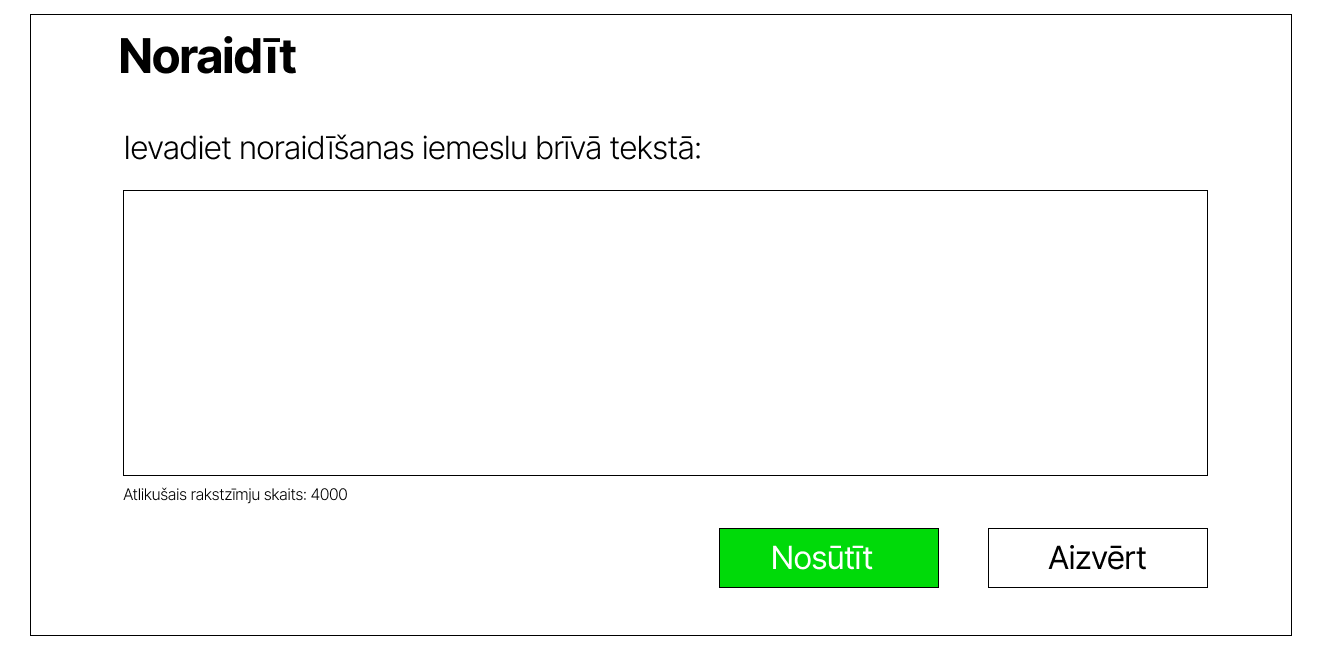 Noraidīt
Ievadiet noraidīšanas iemeslu brīvā tekstā:
Atlikušais rakstzīmju skaits: 4000
Nosūtīt
Aizvērt